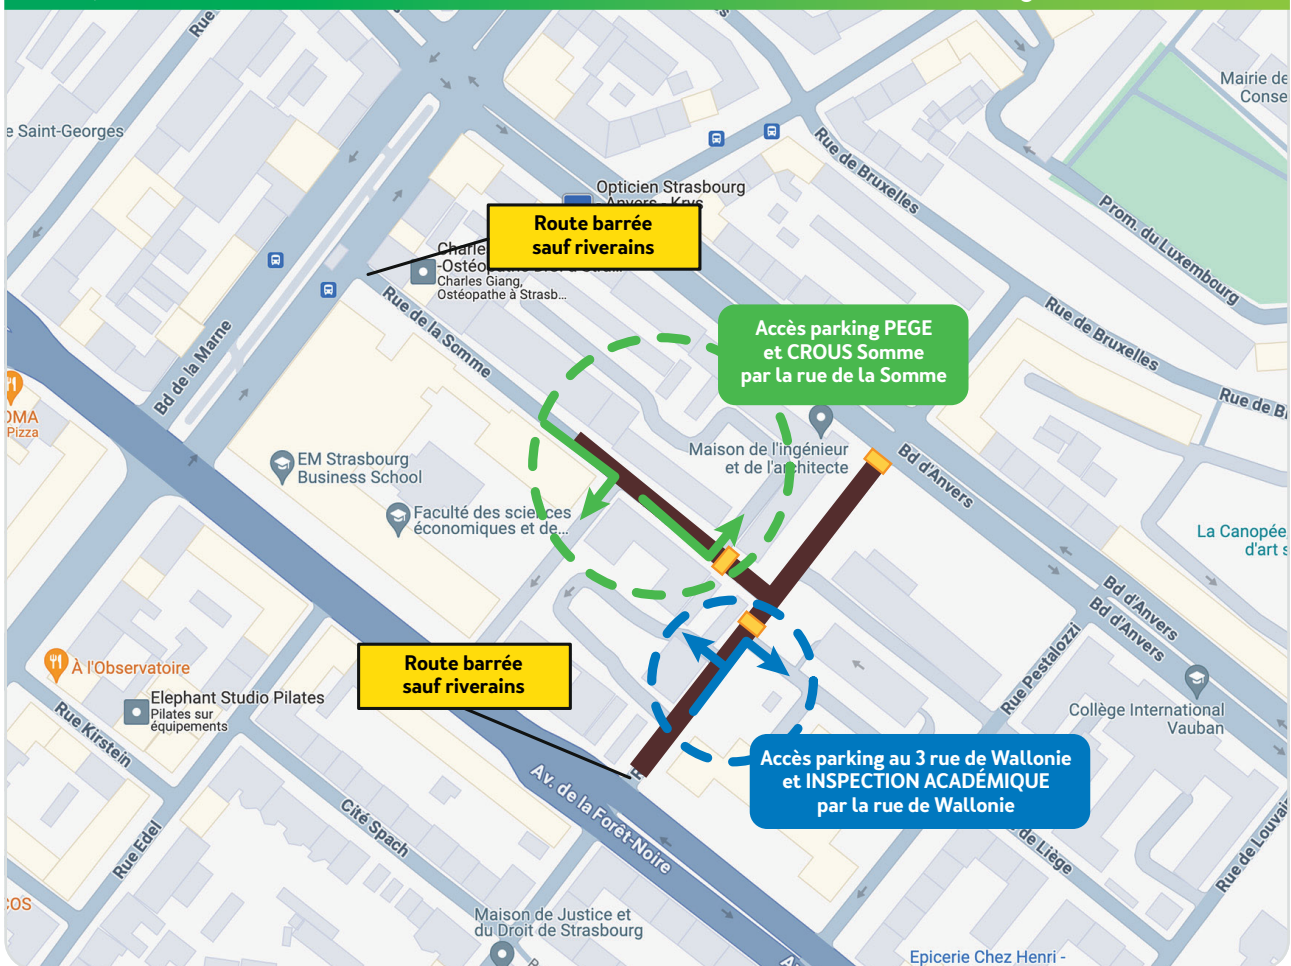 Rue
Mairie de
Conse
e Saint-Georges
Rue de Bruxelles
Opticien Strasbourg
Anvers - Krys
Route barrée
sauf riverains
Charle
-Ostéopathe
Charles Giang,
Ostéopathe à Strasb...
Prom. du Luxembourg
Rue de la Somme
Rue de Bruxelles
Bd de la Marne
Accès parking PEGE
et CROUS Somme
par la rue de la Somme
Rue de B
OMA
Pizza
Maison de l'ingénieur
et de l'architecte
Bd d'Anvers
EM Strasbourg
Business School
Faculté des sciences
économiques et de...
La Canopée,
d'art s
Bd d'Anvers
Bd d'Anvers
Rue Pestalozzi
Route barrée
sauf riverains
À l'Observatoire
Elephant Studio Pilates
Pilates sur
équipements
Collège International
Vauban
Rue Kirstein
Accès parking au 3 rue de Wallonie
et INSPECTION ACADÉMIQUE
par la rue de Wallonie
Av. de la Forêt-Noire
Cité Spach
Rue Edel
de Liège
Rue de Louvain
COS
Maison de Justice et
du Droit de Strasbourg
Epicerie Chez Henri -